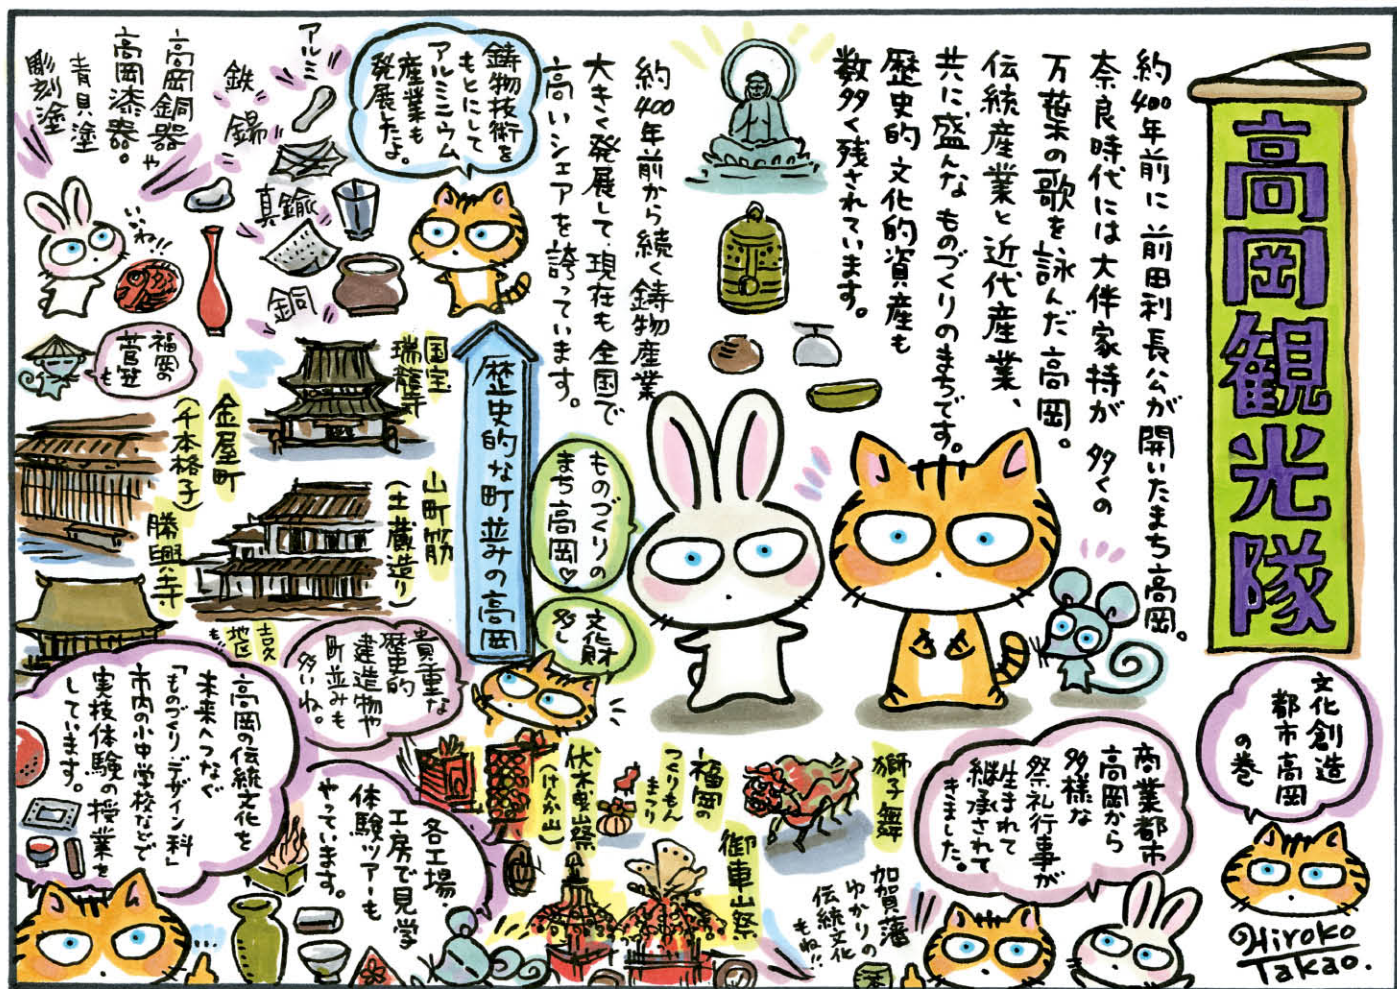 高岡観光隊
文化創造
都市高岡
の巻
Hiroko
Takao.
約400年前に前田利長公が開いたまち高岡。
奈良時代には大伴家持が多くの
万葉の歌を詠んだ高岡。
伝統産業と近代産業、
共に盛んなものづくりのまちです。
歴史的文化的資産も
数多く残されています。
約400年前から続く鋳物産業
大きく発展して、現在も全国で
高いシェアを誇っています。
鋳物技術を
もとにして
アルミニウム
産業も
発展したよ。
アルミ
鉄
錫
真鍮
銅
高岡銅器や
高岡漆器。
青貝塗
彫刻塗
いいね!!
福岡の
菅笠
も
ものづくりの
まち高岡♡
文化財
多し
歴史的な町並みの高岡
国宝
瑞龍寺
山町筋
(土蔵造り)
金屋町
(千本格子)
勝興寺
吉久
地区
も
貴重な
歴史的
建造物や
町並みも
多いね。
商業都市
高岡から
多様な
祭礼行事が
生まれて
継承されて
きました。
獅子舞
加賀藩
ゆかりの
伝統文化
もね!!
御車山祭
福岡の
つくりもん
まつり
伏木曳山祭
(けんか山)
各工場
工房で見学
体験ツアーも
やっています。
高岡の伝統文化を
未来へつなぐ
「ものづくりデザイン科」
市内の小中学校などで
実技体験の授業を
しています。